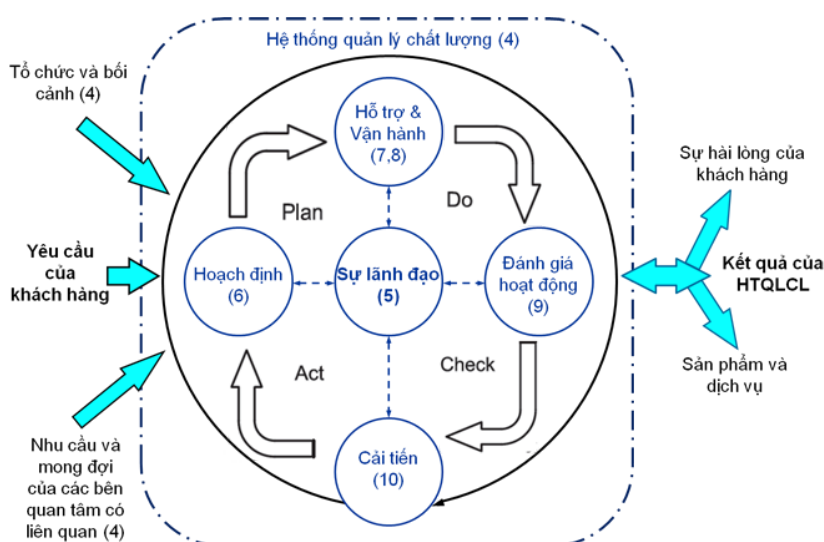 Hệ thống quản lý chất lượng (4)
Tổ chức và bối
cảnh (4)
Yêu cầu
của
khách hàng
Nhu cầu và
mong đợi
của các bên
quan tâm có
liên quan (4)
Hỗ trợ &
Vận hành
(7,8)
Plan
Do
Hoạch định
(6)
Sự lãnh đạo
(5)
Đánh giá
hoạt động
(9)
Act
Check
Cải tiến
(10)
Sự hài lòng của
khách hàng
Kết quả của
HTQLCL
Sản phẩm và
dịch vụ